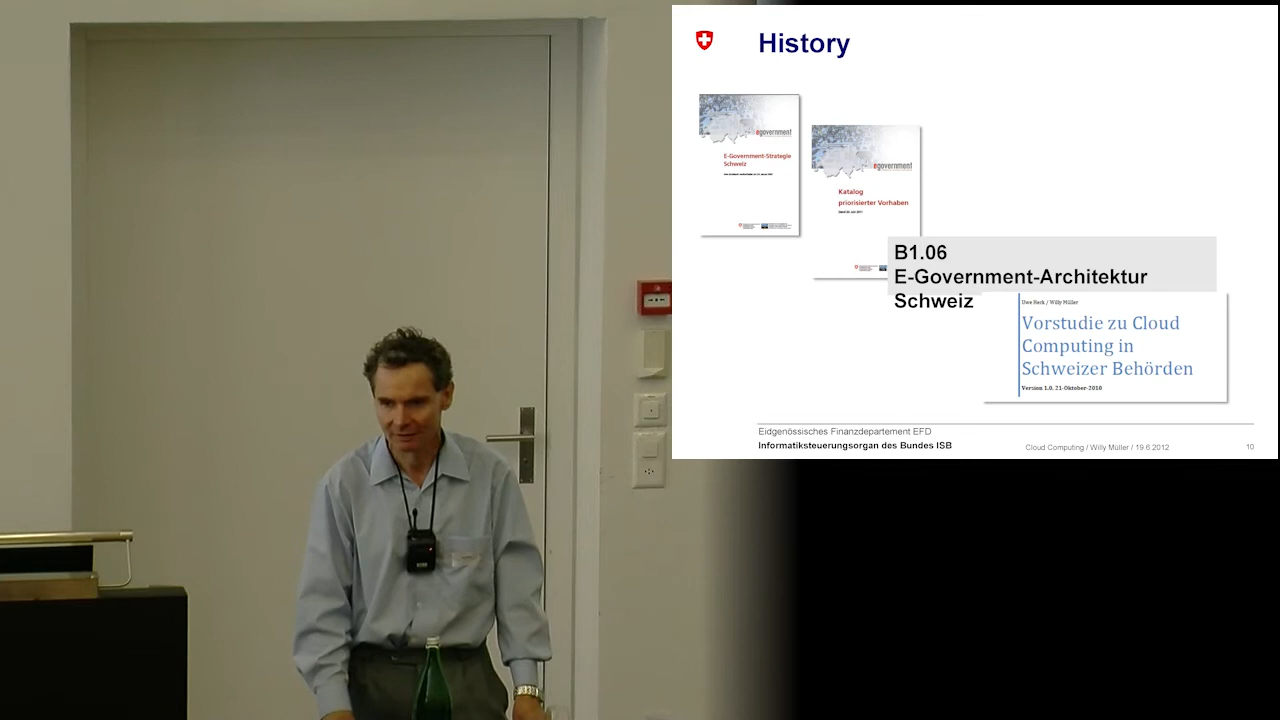 History
egovernment
E-Government-Strategie
Schweiz
egovernment
Katalog
priorisierter Vorhaben
B1.06
E-Government-Architektur
Schweiz
Uwe Heck / Willy Müller
Vorstudie zu Cloud
Computing in
Schweizer Behörden
Version 1.0, 21-Oktober-2010
Eidgenössisches Finanzdepartement EFD
Informatiksteuerungsorgan des Bundes ISB
Cloud Computing / Willy Müller / 19.6 2012
10